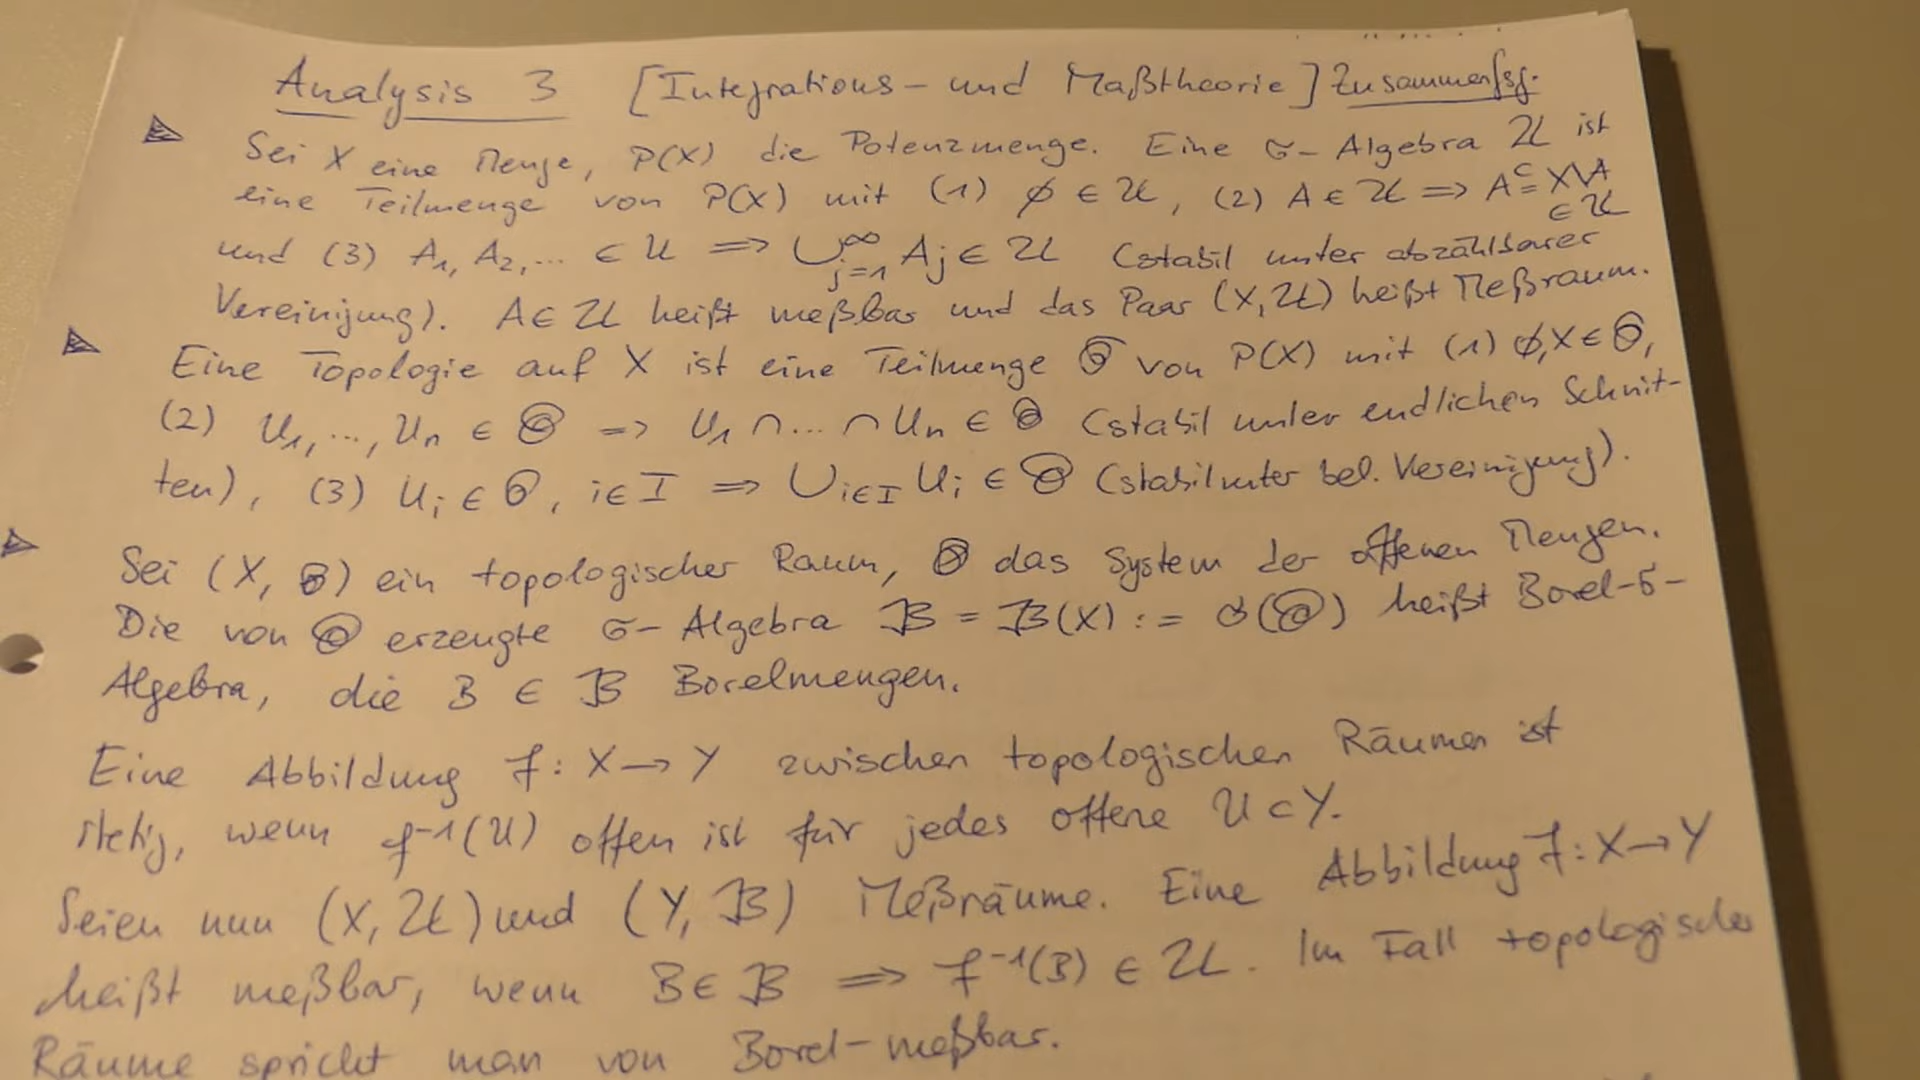 Analysis 3 [Integrations- und Maßtheorie] Zusammenfsg.
Sei X eine Menge, P(X) die Potenzmenge. Eine σ-Algebra 𝔄 ist
eine Teilmenge von P(X) mit (1) ∅ ∈ 𝔄, (2) A ∈ 𝔄 ⇒ A^c = X\A ∈ 𝔄
und (3) A₁, A₂, ... ∈ 𝔄 ⇒ ⋃_{j=1}^∞ Aj ∈ 𝔄 (stabil unter abzählbarer
Vereinigung). A ∈ 𝔄 heißt meßbar und das Paar (X, 𝔄) heißt Meßraum.
Eine Topologie auf X ist eine Teilmenge 𝒪 von P(X) mit (1) ∅, X ∈ 𝒪,
(2) U₁, ..., Uₙ ∈ 𝒪 ⇒ U₁ ∩ ... ∩ Uₙ ∈ 𝒪 (stabil unter endlichen Schnit-
ten), (3) Uᵢ ∈ 𝒪, i ∈ I ⇒ ⋃_{i∈I} Uᵢ ∈ 𝒪 (stabil unter bel. Vereinigung).
Sei (X, 𝒪) ein topologischer Raum, 𝒪 das System der offenen Mengen.
Die von 𝒪 erzeugte σ-Algebra 𝔅 = 𝔅(X) := σ(𝒪) heißt Borel-σ-
Algebra, die B ∈ 𝔅 Borelmengen.
Eine Abbildung f: X → Y zwischen topologischen Räumen ist
stetig, wenn f⁻¹(U) offen ist für jedes offene U ⊂ Y.
Seien nun (X, 𝔄) und (Y, 𝔅) Meßräume. Eine Abbildung f: X → Y
heißt meßbar, wenn B ∈ 𝔅 ⇒ f⁻¹(B) ∈ 𝔄. Im Fall topologischer
Räume spricht man von Borel-meßbar.